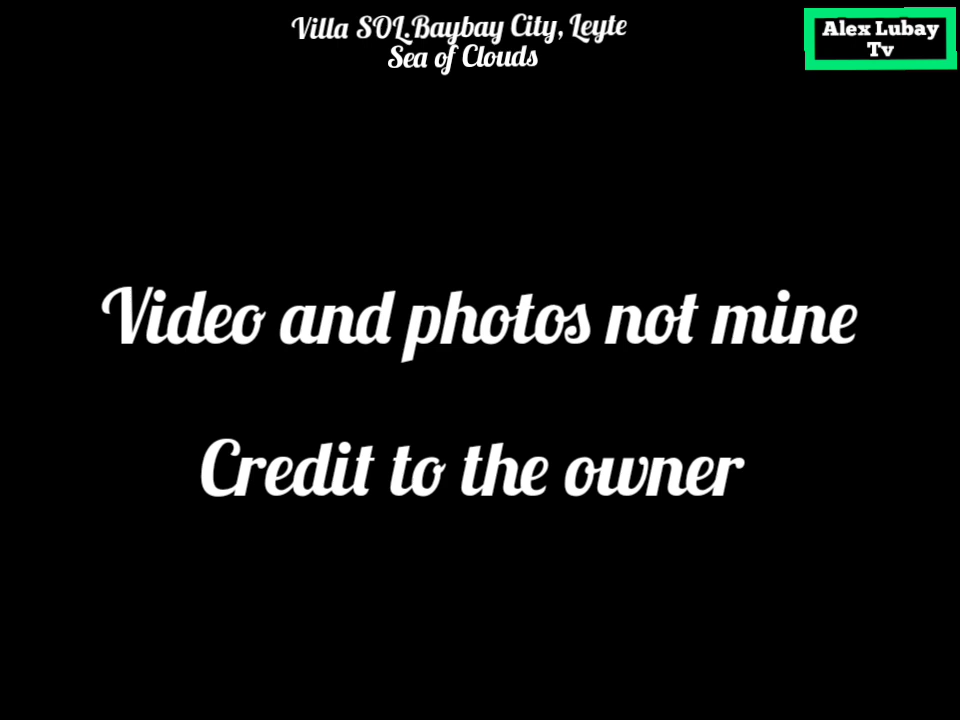 Villa SOL.Baybay City, Leyte
Sea of Clouds
Alex Lubay
Tv
Video and photos not mine
Credit to the owner